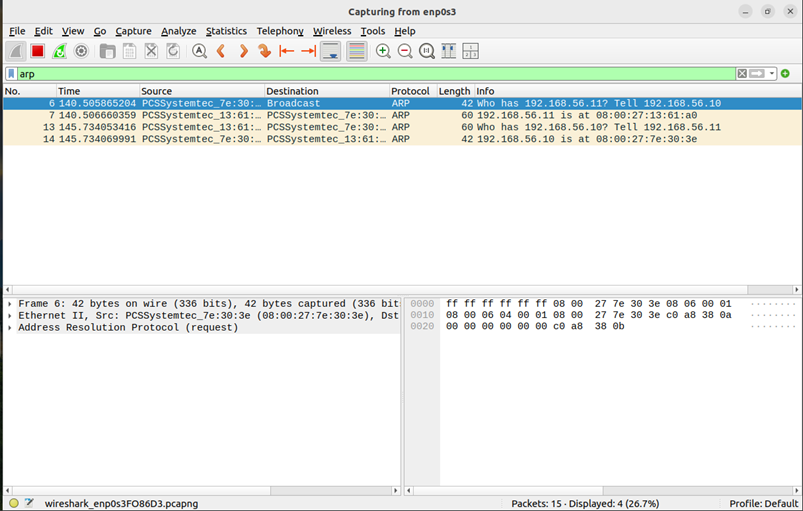 Capturing from enp0s3
File Edit View Go Capture Analyze Statistics Telephony Wireless Tools Help
arp
No. Time Source Destination Protocol Length Info
6 140.505865204 PCSSystemtec_7e:30:… Broadcast ARP 42 Who has 192.168.56.11? Tell 192.168.56.10
7 140.506660359 PCSSystemtec_13:61:… PCSSystemtec_7e:30:… ARP 60 192.168.56.11 is at 08:00:27:13:61:a0
13 145.734053416 PCSSystemtec_13:61:… PCSSystemtec_7e:30:… ARP 60 Who has 192.168.56.10? Tell 192.168.56.11
14 145.734069991 PCSSystemtec_7e:30:… PCSSystemtec_13:61:… ARP 42 192.168.56.10 is at 08:00:27:7e:30:3e
Frame 6: 42 bytes on wire (336 bits), 42 bytes captured (336 bit
Ethernet II, Src: PCSSystemtec_7e:30:3e (08:00:27:7e:30:3e), Dst
Address Resolution Protocol (request)
0000 ff ff ff ff ff ff 08 00 27 7e 30 3e 08 06 00 01 ········
0010 08 00 06 04 00 01 08 00 27 7e 30 3e c0 a8 38 0a ········
0020 00 00 00 00 00 00 c0 a8 38 0b ········
wireshark_enp0s3FO86D3.pcapng Packets: 15 · Displayed: 4 (26.7%) Profile: Default